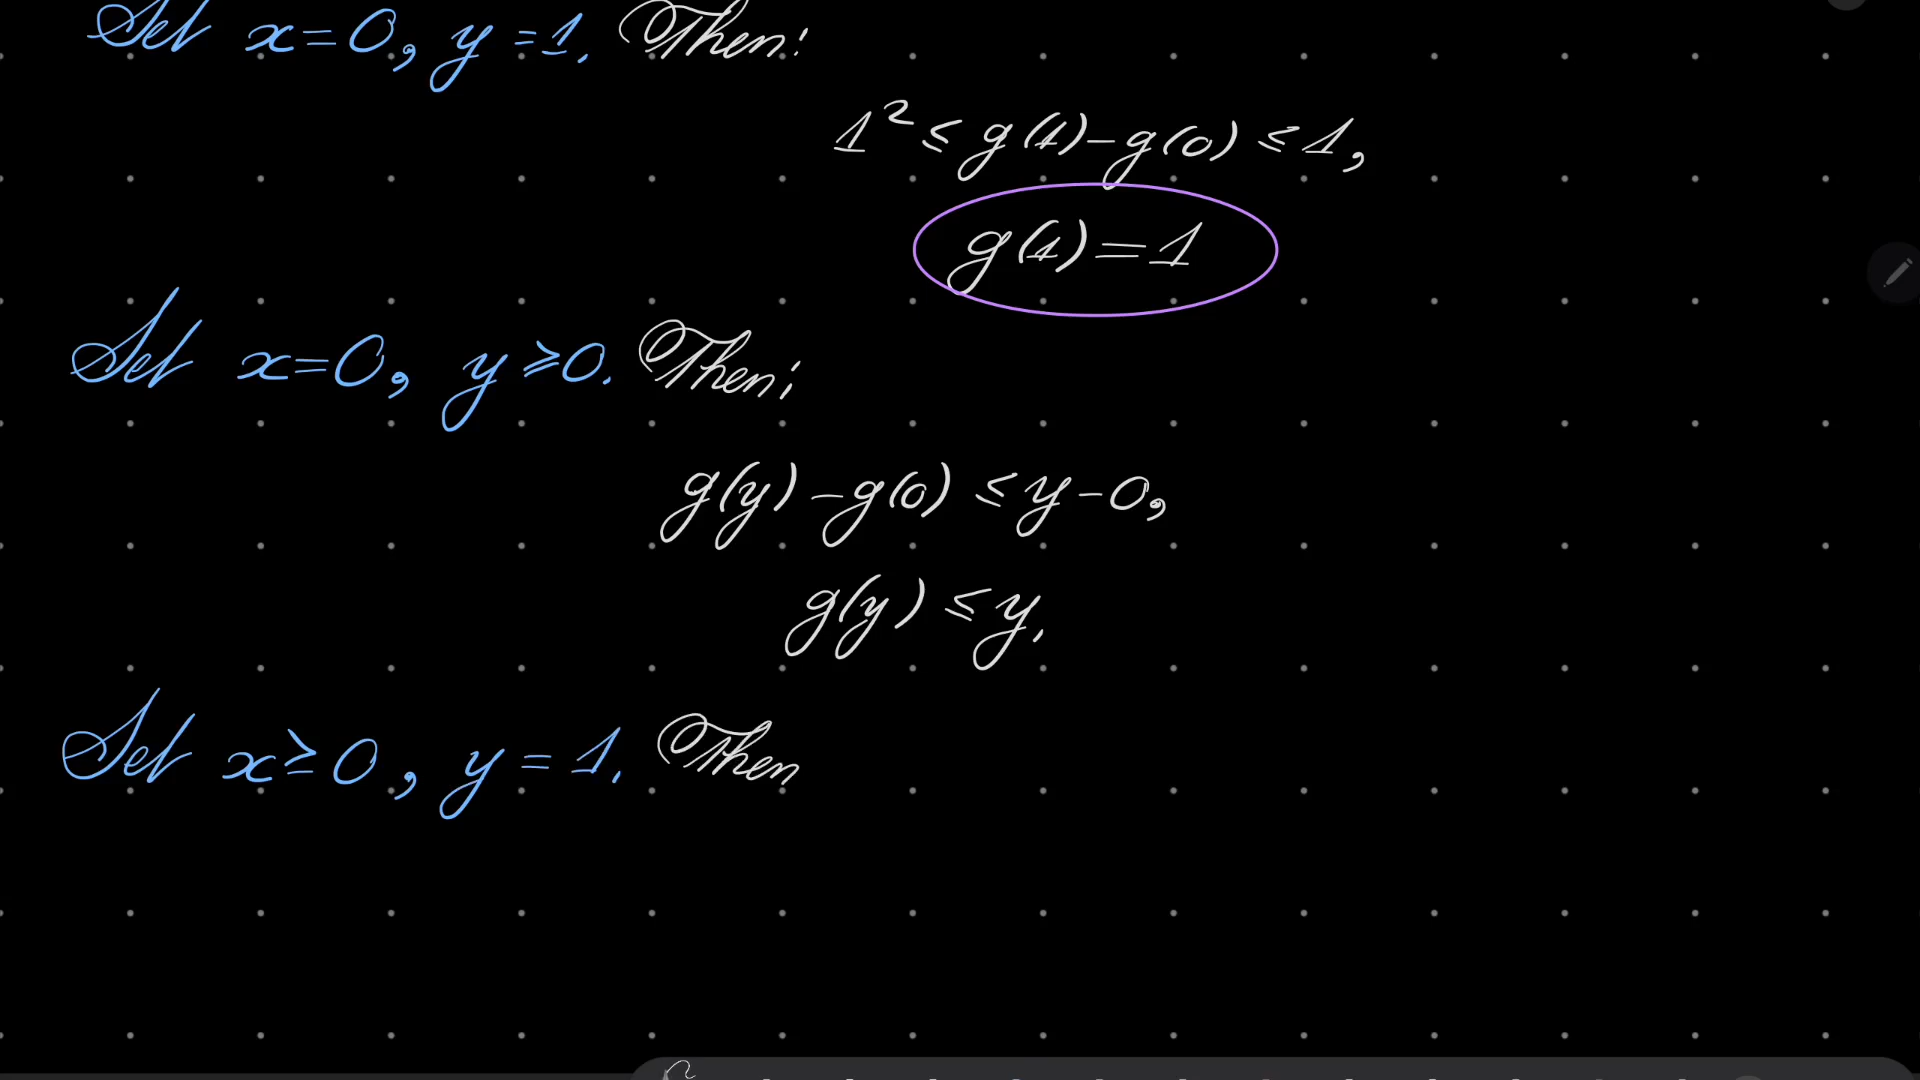 Set x=0, y=1. Then:
1² ≤ g(1)-g(0) ≤ 1,
g(1)=1
Set x=0, y⩾0. Then:
g(y)-g(0) ≤ y-0,
g(y) ≤ y.
Set x≥0, y=1. Then